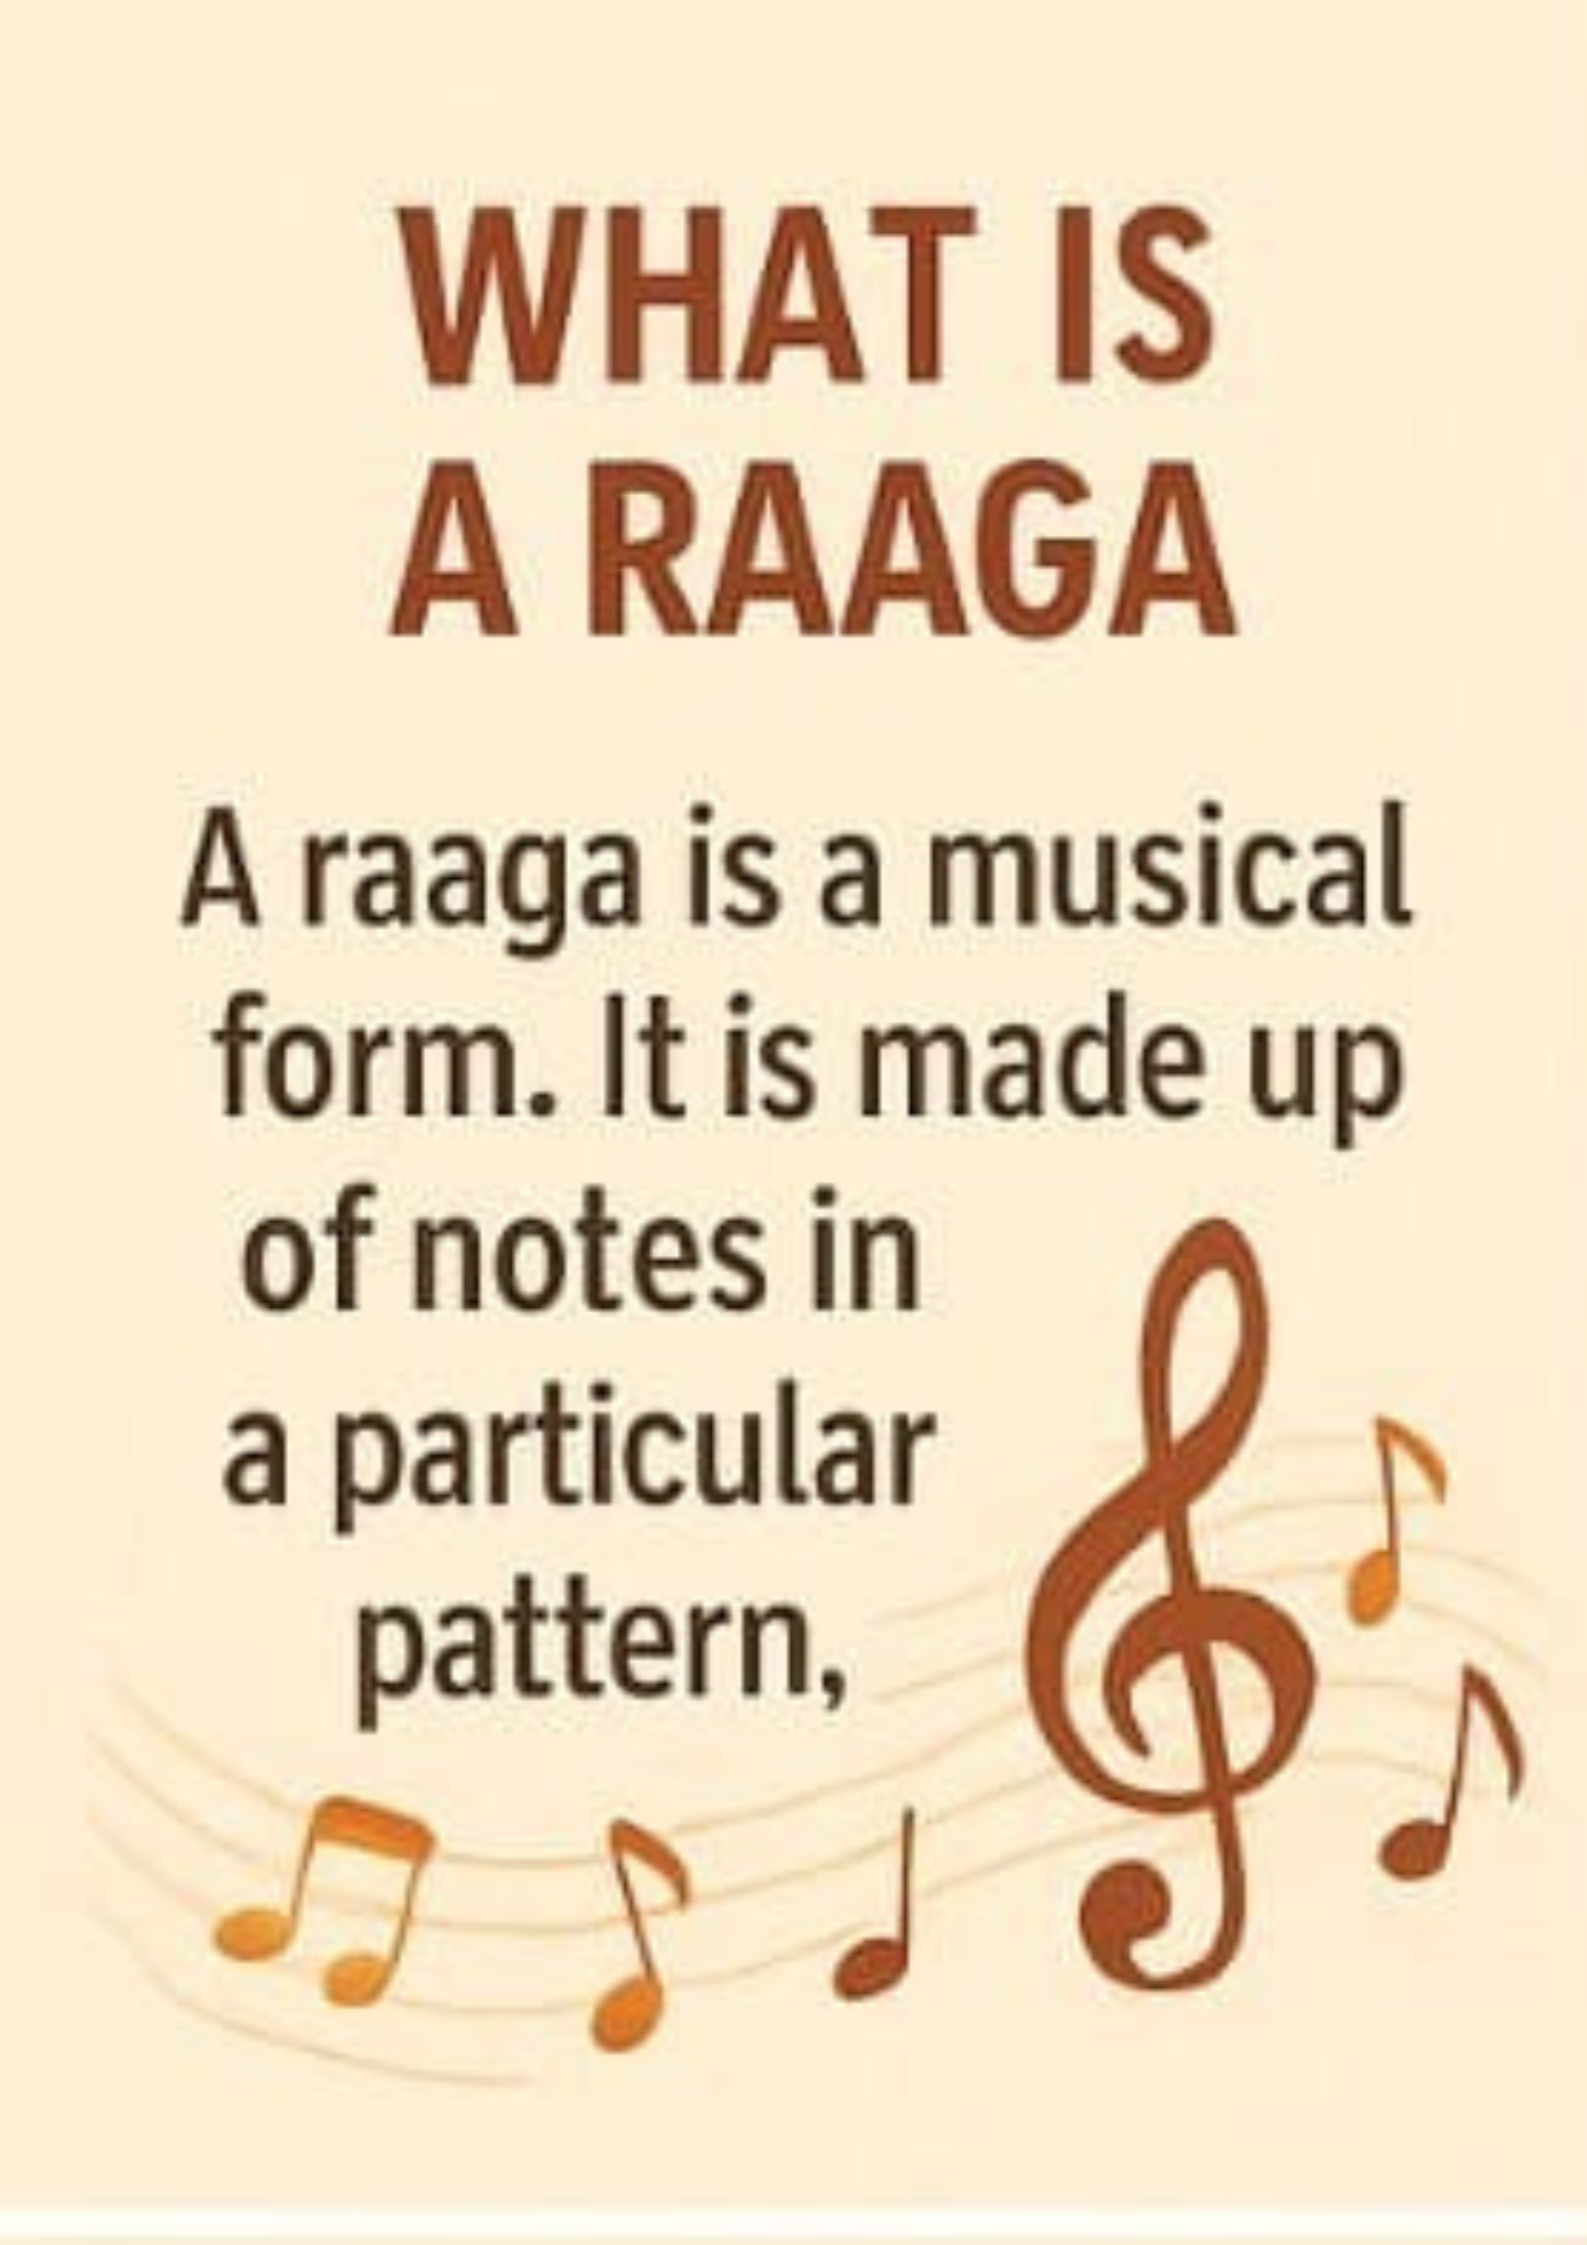 WHAT IS
A RAAGA
A raaga is a musical
form. It is made up
of notes in
a particular
pattern,